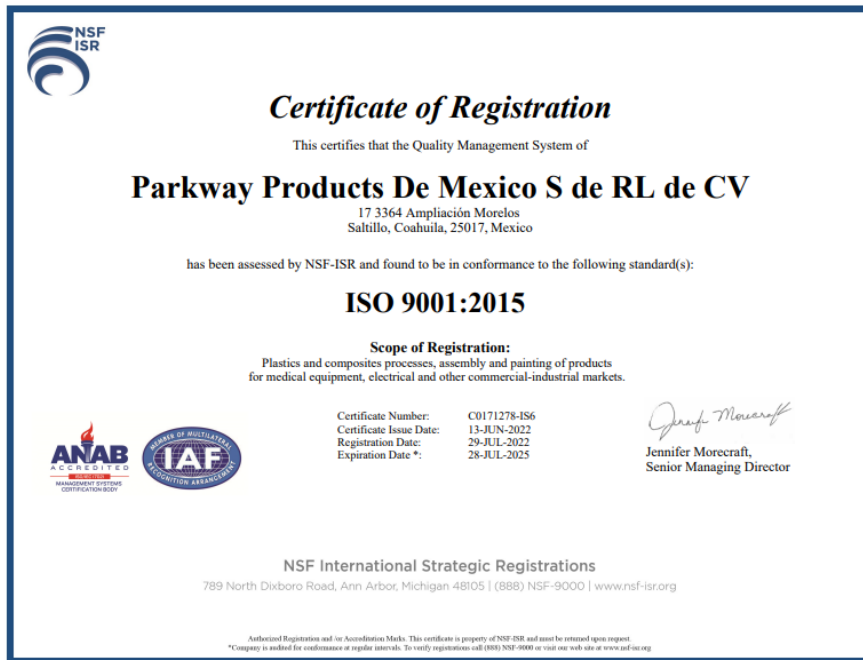 NSF
ISR
Certificate of Registration
This certifies that the Quality Management System of
Parkway Products De Mexico S de RL de CV
17 3364 Ampliación Morelos
Saltillo, Coahuila, 25017, Mexico
has been assessed by NSF-ISR and found to be in conformance to the following standard(s):
ISO 9001:2015
Scope of Registration:
Plastics and composites processes, assembly and painting of products
for medical equipment, electrical and other commercial-industrial markets.
Certificate Number: C0171278-IS6
Certificate Issue Date: 13-JUN-2022
Registration Date: 29-JUL-2022
Expiration Date *: 28-JUL-2025
Jennifer Morecraft,
Senior Managing Director
ANAB
ACCREDITED
MANAGEMENT SYSTEMS
CERTIFICATION BODY
MEMBER OF MULTILATERAL
IAF
RECOGNITION ARRANGEMENT
NSF International Strategic Registrations
789 North Dixboro Road, Ann Arbor, Michigan 48105 | (888) NSF-9000 | www.nsf-isr.org
Authorized Registration and /or Accreditation Marks. This certificate is property of NSF-ISR and must be returned upon request.
*Company is audited for conformance at regular intervals. To verify registrations call (888) NSF-9000 or visit our web site at www.nsf-isr.org